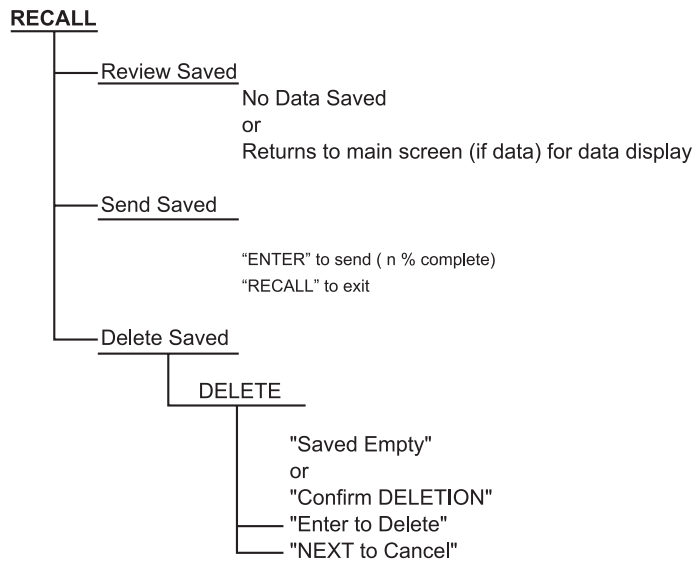 RECALL
Review Saved
No Data Saved
or
Returns to main screen (if data) for data display
Send Saved
“ENTER” to send ( n % complete)
“RECALL” to exit
Delete Saved
DELETE
"Saved Empty"
or
"Confirm DELETION"
"Enter to Delete"
"NEXT to Cancel"